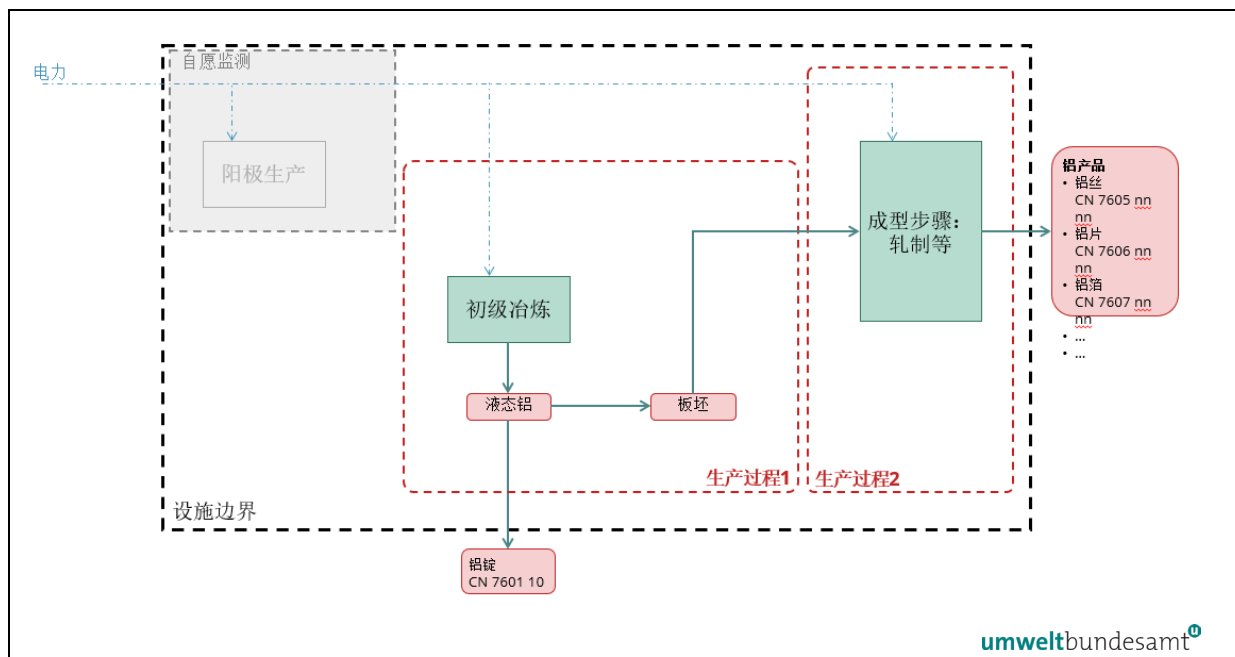 自愿监测
电力
阳极生产
初级冶炼
液态铝
板坯
成型步骤：
轧制等
铝产品
• 铝丝
CN 7605 nn
nn
• 铝片
CN 7606 nn
nn
• 铝箔
CN 7607 nn
nn
• ...
• ...
生产过程1
生产过程2
设施边界
铝锭
CN 7601 10
umweltbundesamt
u